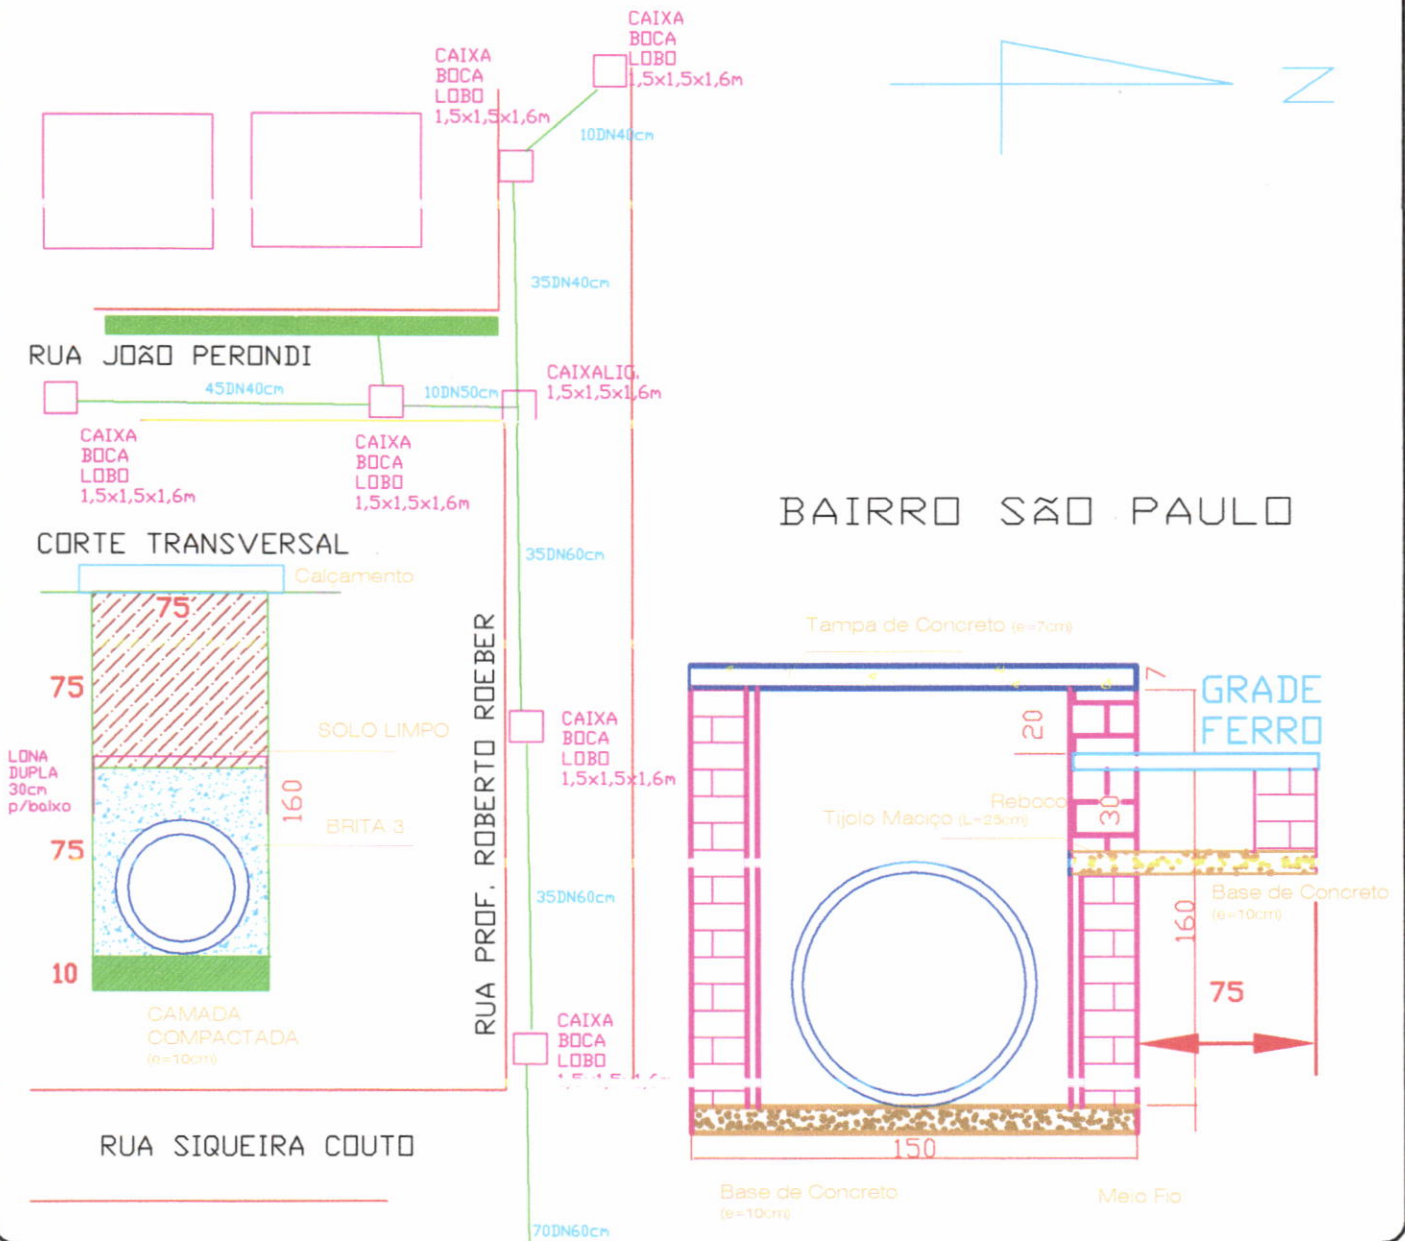 CAIXA
BOCA
LOBO
1,5x1,5x1,6m
CAIXA
BOCA
LOBO
1,5x1,5x1,6m
10DN40cm
N
35DN40cm
RUA JOÃO PERONDI
45DN40cm
10DN50cm
CAIXALIG.
1,5x1,5x1,6m
CAIXA
BOCA
LOBO
1,5x1,5x1,6m
CAIXA
BOCA
LOBO
1,5x1,5x1,6m
BAIRRO SÃO PAULO
CORTE TRANSVERSAL
Calçamento
75
75
SOLO LIMPO
LONA
DUPLA
30cm
p/baixo
160
BRITA 3
75
10
CAMADA
COMPACTADA
(e=10cm)
35DN60cm
RUA PROF. ROBERTO ROEBER
CAIXA
BOCA
LOBO
1,5x1,5x1,6m
35DN60cm
CAIXA
BOCA
LOBO
1,5x1,5x1,6m
RUA SIQUEIRA COUTO
70DN60cm
Tampa de Concreto (e=7cm)
7
GRADE
FERRO
20
Reboco
Tijolo Maciço (L=25cm)
30
Base de Concreto
(e=10cm)
160
75
150
Base de Concreto
(e=10cm)
Meio Fio